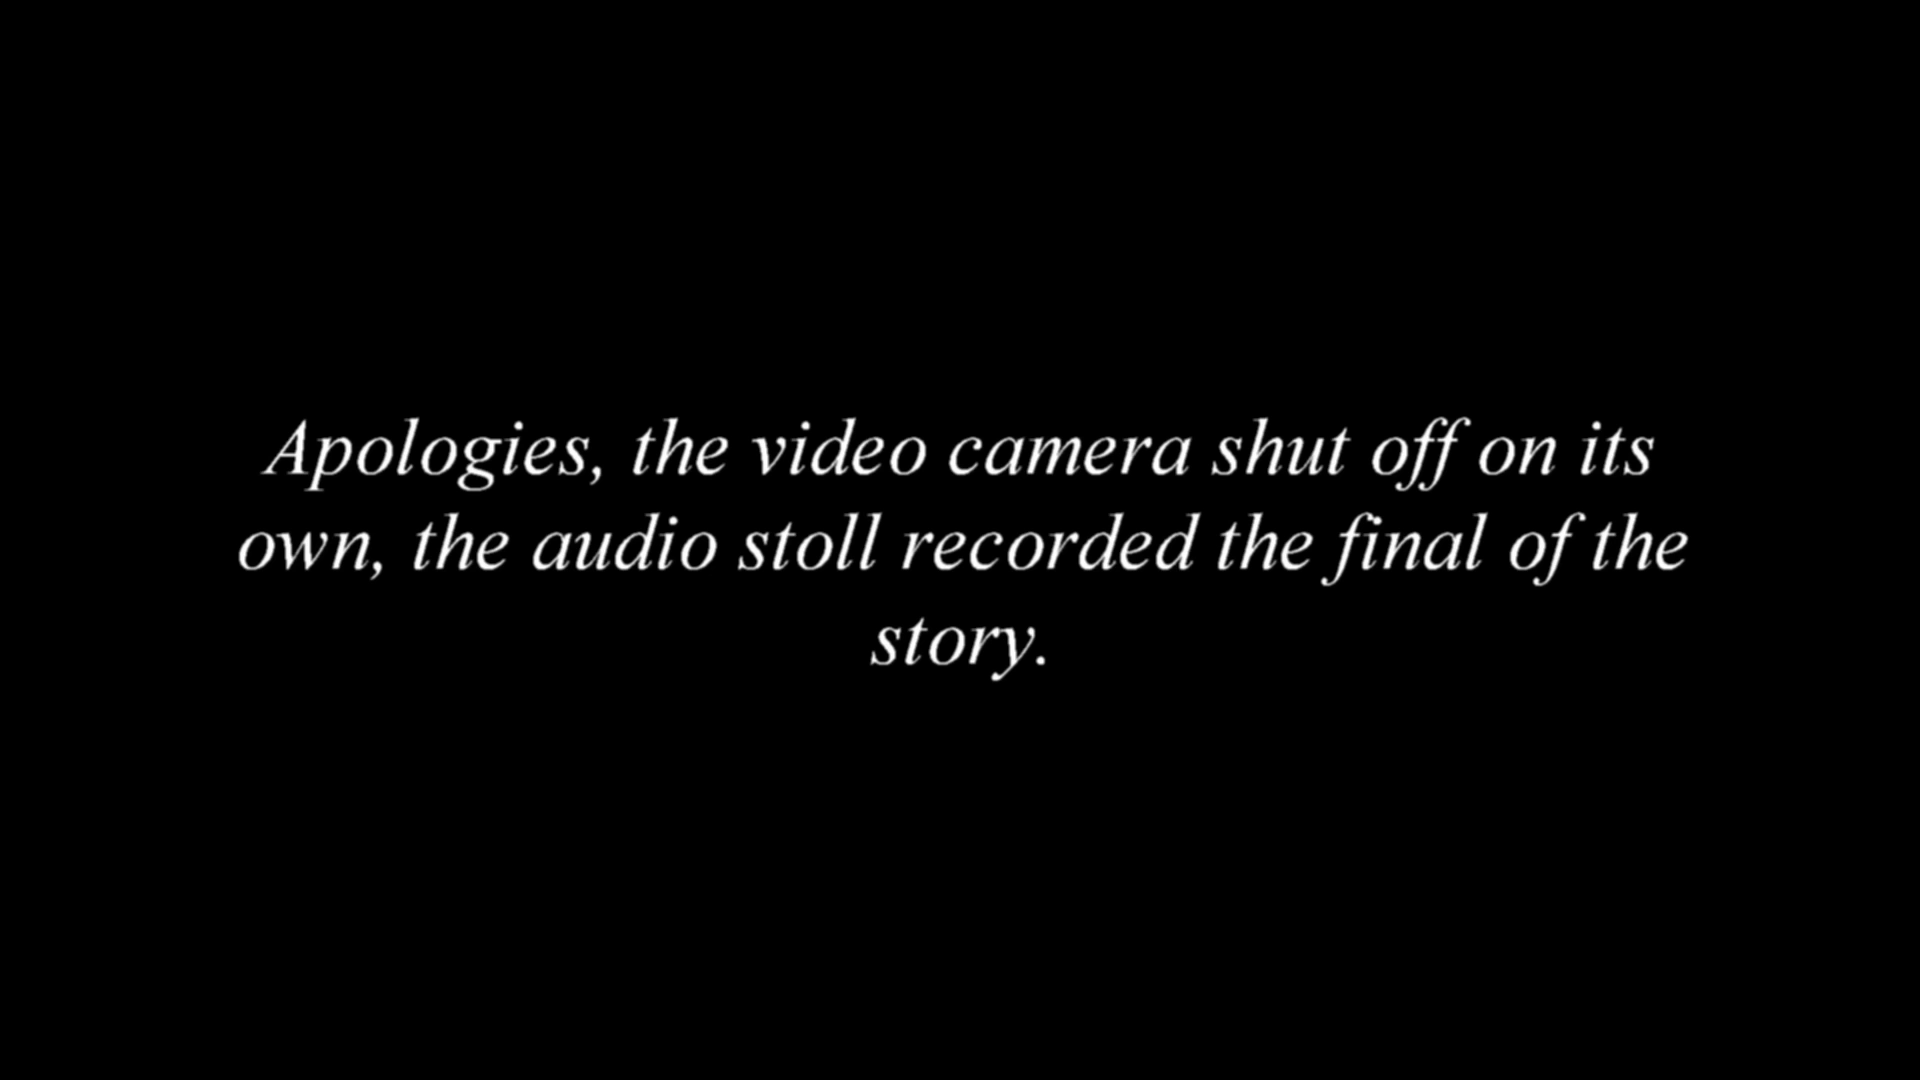 Apologies, the video camera shut off on its
own, the audio stoll recorded the final of the
story.